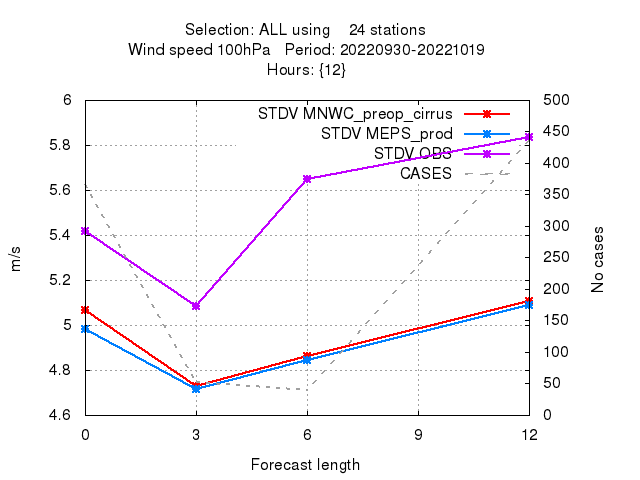 Selection: ALL using    24 stations
Wind speed 100hPa   Period: 20220930-20221019
Hours: {12}
STDV MNWC_preop_cirrus
STDV MEPS_prod
STDV OBS
CASES
6
5.8
5.6
5.4
5.2
5
4.8
4.6
m/s
500
450
400
350
300
250
200
150
100
50
0
No cases
0 3 6 9 12
Forecast length